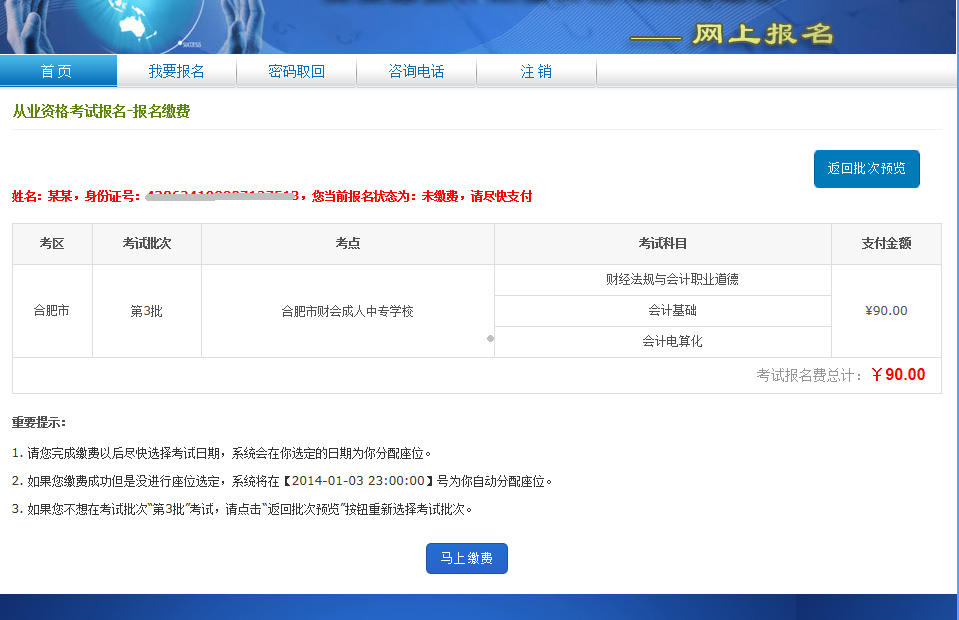 SUCCESS
—— 网上报名
首页 我要报名 密码取回 咨询电话 注销
从业资格考试报名-报名缴费
返回批次预览
姓名：某某，身份证号： ，您当前报名状态为：未缴费，请尽快支付
考区 考试批次 考点 考试科目 支付金额
财经法规与会计职业道德
合肥市 第3批 合肥市财会成人中专学校 会计基础 ¥90.00
会计电算化
考试报名费总计：￥90.00
重要提示：
1. 请您完成缴费以后尽快选择考试日期，系统会在你选定的日期为你分配座位。
2. 如果您缴费成功但是没进行座位选定，系统将在【2014-01-03 23:00:00】号为你自动分配座位。
3. 如果您不想在考试批次“第3批”考试，请点击“返回批次预览”按钮重新选择考试批次。
马上缴费